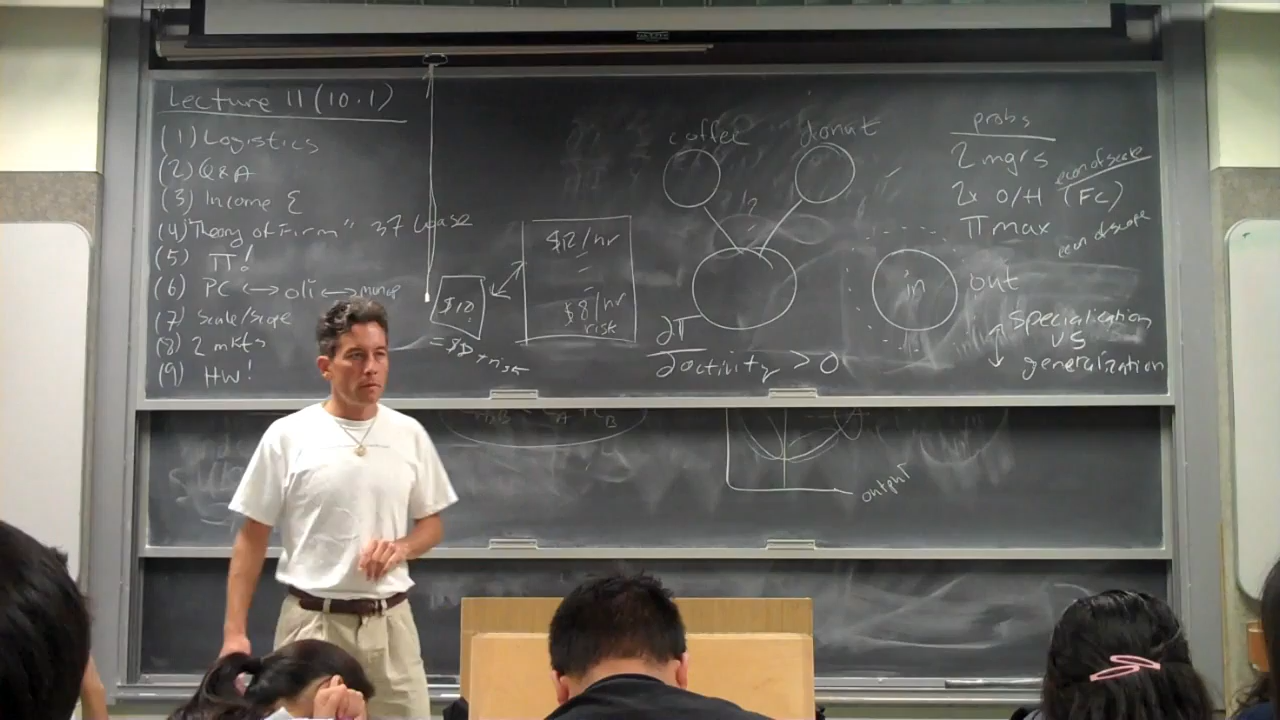 Lecture 11 (10.1)
(1) Logistics
(2) Q&A
(3) Income Σ
(4) "Theory of Firm" 37 Coase
(5) Π!
(6) PC ⟷ oli ⟷ monop
(7) Scale/scope
(8) 2 mkts
(9) HW!
$10
= $8 + risk
$12/hr
$8/hr
risk
coffee donut
∂Π
∂activity > 0
in out
probs
2 mgrs
2x O/H (FC)
econ of scale
Π max
econ of scope
specialization
vs
generalization
output